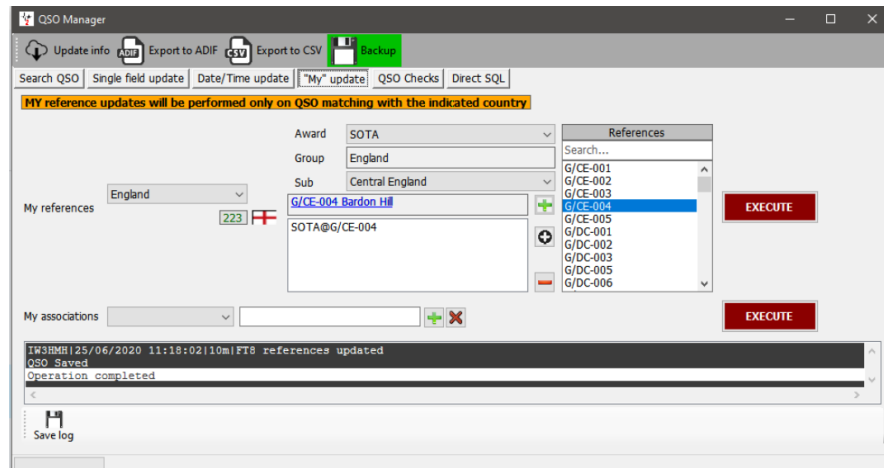 QSO Manager
Update info ADIF Export to ADIF CSV Export to CSV Backup
Search QSO Single field update Date/Time update "My" update QSO Checks Direct SQL
MY reference updates will be performed only on QSO matching with the indicated country
Award SOTA References
Group England Search...
Sub Central England
My references England
223
G/CE-004 Bardon Hill
SOTA@G/CE-004
G/CE-001
G/CE-002
G/CE-003
G/CE-004
G/CE-005
G/DC-001
G/DC-002
G/DC-003
G/DC-005
G/DC-006
EXECUTE
My associations EXECUTE
IW3HMH|25/06/2020 11:18:02|10m|FT8 references updated
QSO Saved
Operation completed
Save log